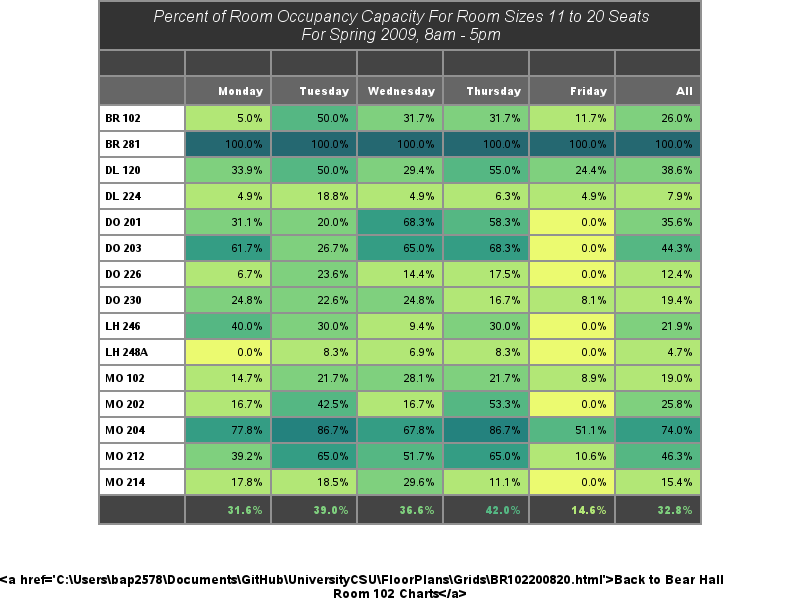 Percent of Room Occupancy Capacity For Room Sizes 11 to 20 Seats
For Spring 2009, 8am - 5pm
Monday Tuesday Wednesday Thursday Friday All
BR 102 5.0% 50.0% 31.7% 31.7% 11.7% 26.0%
BR 281 100.0% 100.0% 100.0% 100.0% 100.0% 100.0%
DL 120 33.9% 50.0% 29.4% 55.0% 24.4% 38.6%
DL 224 4.9% 18.8% 4.9% 6.3% 4.9% 7.9%
DO 201 31.1% 20.0% 68.3% 58.3% 0.0% 35.6%
DO 203 61.7% 26.7% 65.0% 68.3% 0.0% 44.3%
DO 226 6.7% 23.6% 14.4% 17.5% 0.0% 12.4%
DO 230 24.8% 22.6% 24.8% 16.7% 8.1% 19.4%
LH 246 40.0% 30.0% 9.4% 30.0% 0.0% 21.9%
LH 248A 0.0% 8.3% 6.9% 8.3% 0.0% 4.7%
MO 102 14.7% 21.7% 28.1% 21.7% 8.9% 19.0%
MO 202 16.7% 42.5% 16.7% 53.3% 0.0% 25.8%
MO 204 77.8% 86.7% 67.8% 86.7% 51.1% 74.0%
MO 212 39.2% 65.0% 51.7% 65.0% 10.6% 46.3%
MO 214 17.8% 18.5% 29.6% 11.1% 0.0% 15.4%
31.6% 39.0% 36.6% 42.0% 14.6% 32.8%
<a href='C:\Users\bap2578\Documents\GitHub\UniversityCSU\FloorPlans\Grids\BR102200820.html'>Back to Bear Hall
Room 102 Charts</a>